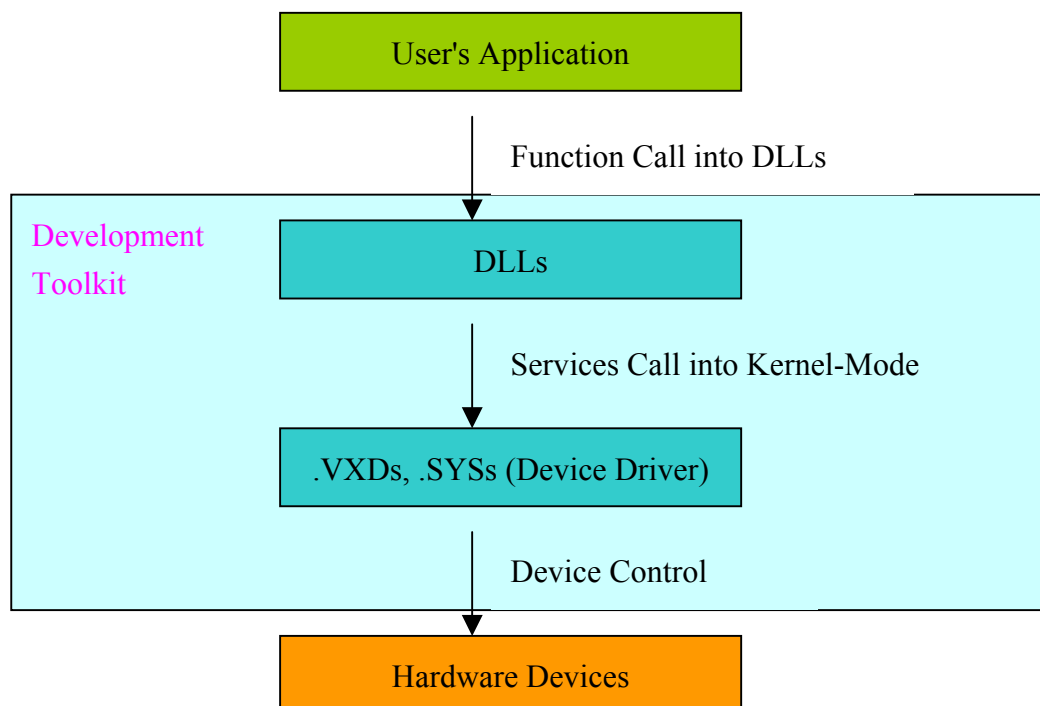 User's Application
Function Call into DLLs
Development
Toolkit
DLLs
Services Call into Kernel-Mode
.VXDs, .SYSs (Device Driver)
Device Control
Hardware Devices